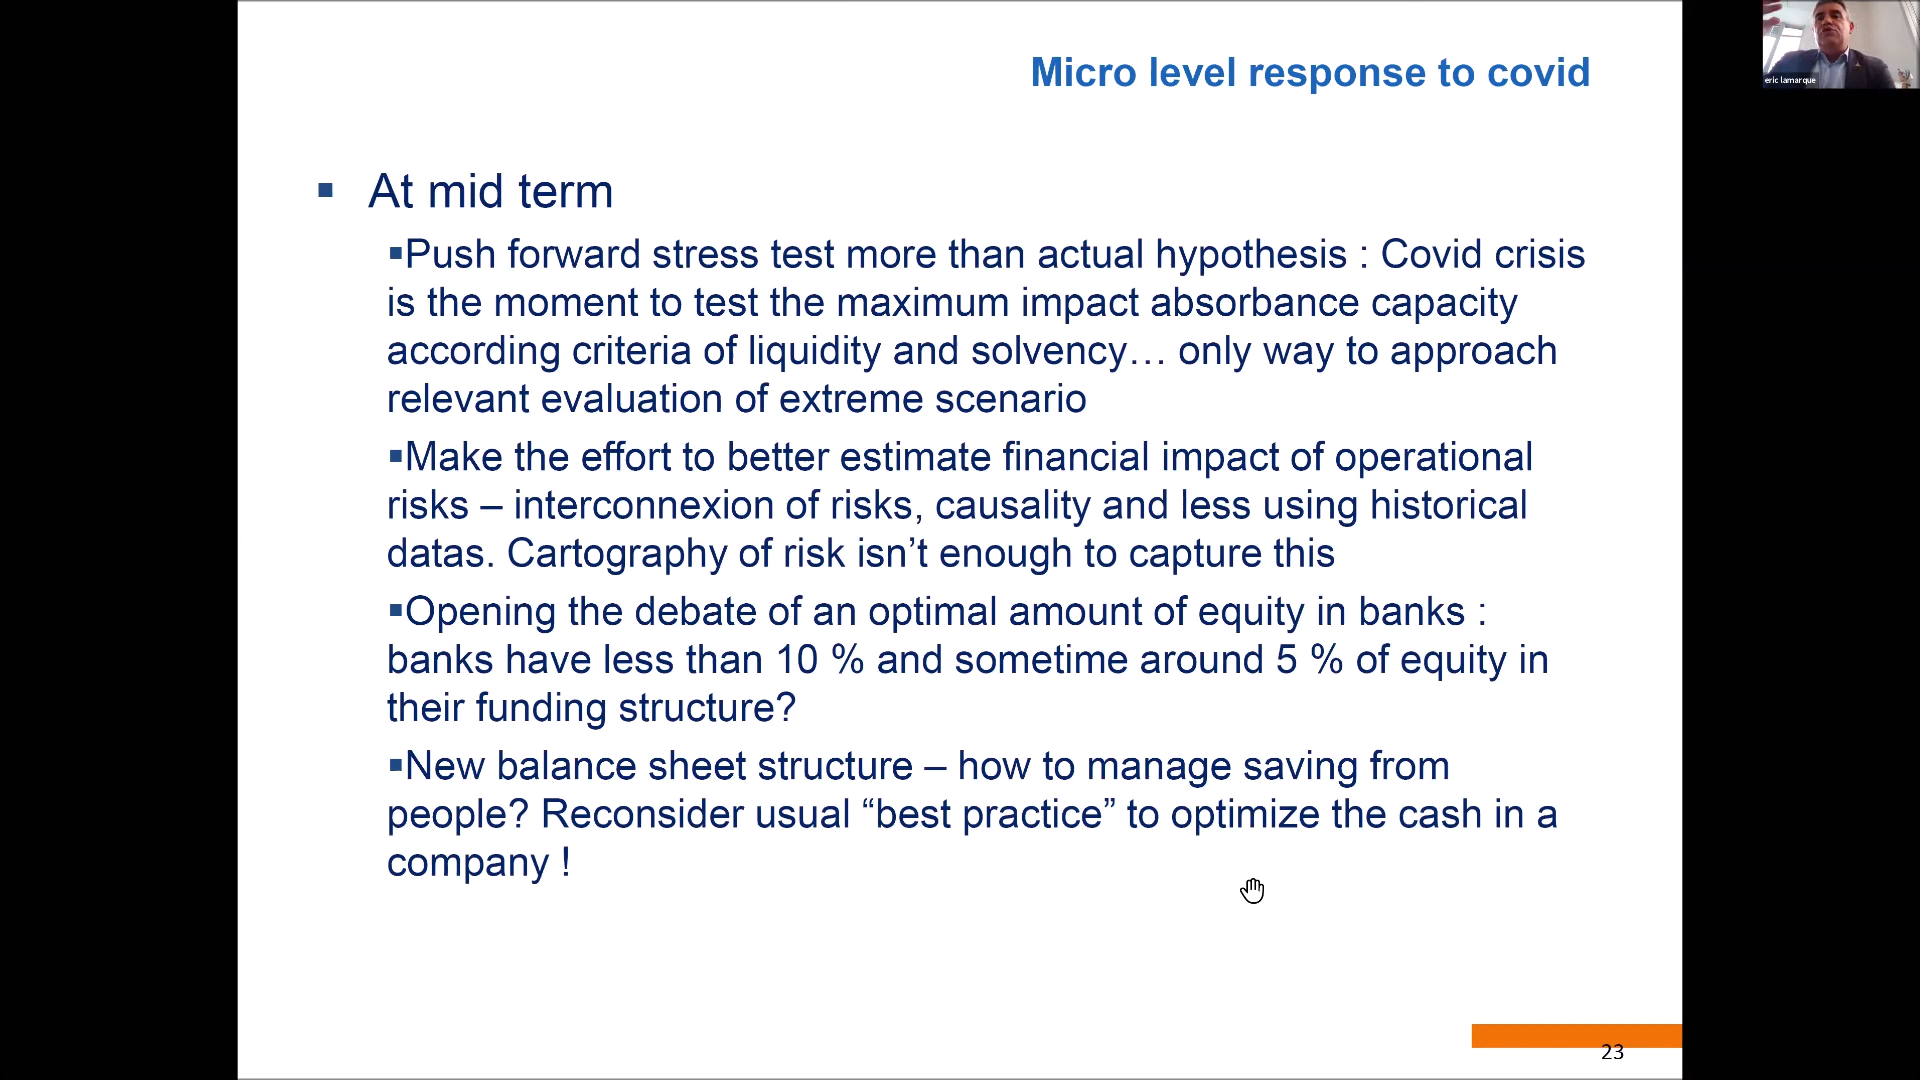 Micro level response to covid
eric lamarque
▪ At mid term
▪Push forward stress test more than actual hypothesis : Covid crisis
is the moment to test the maximum impact absorbance capacity
according criteria of liquidity and solvency… only way to approach
relevant evaluation of extreme scenario
▪Make the effort to better estimate financial impact of operational
risks – interconnexion of risks, causality and less using historical
datas. Cartography of risk isn’t enough to capture this
▪Opening the debate of an optimal amount of equity in banks :
banks have less than 10 % and sometime around 5 % of equity in
their funding structure?
▪New balance sheet structure – how to manage saving from
people? Reconsider usual “best practice” to optimize the cash in a
company !
23